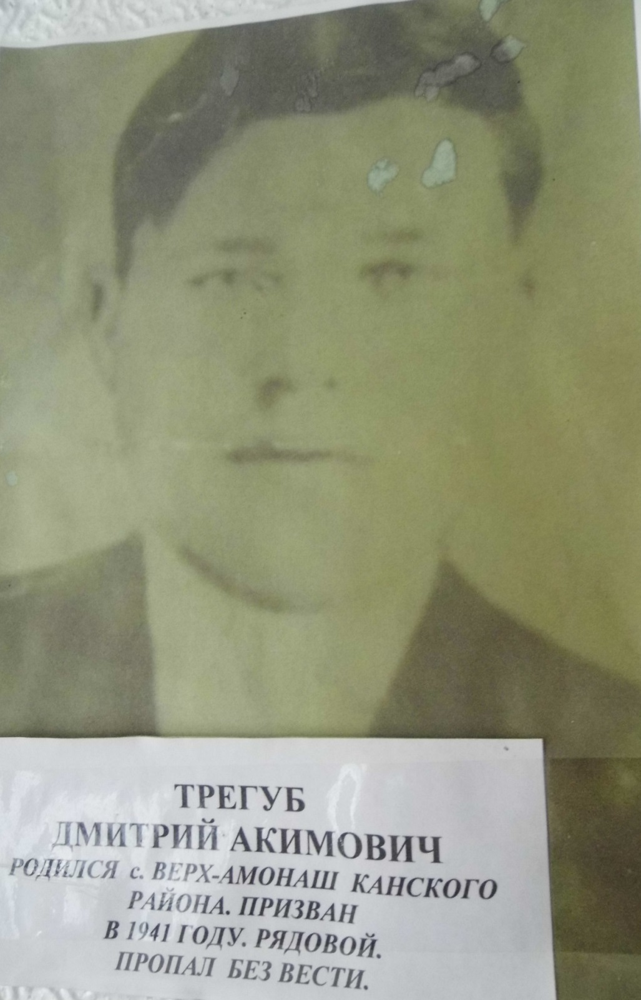 ТРЕГУБ
ДМИТРИЙ АКИМОВИЧ
РОДИЛСЯ с. ВЕРХ-АМОНАШ КАНСКОГО
РАЙОНА. ПРИЗВАН
В 1941 ГОДУ. РЯДОВОЙ.
ПРОПАЛ БЕЗ ВЕСТИ.